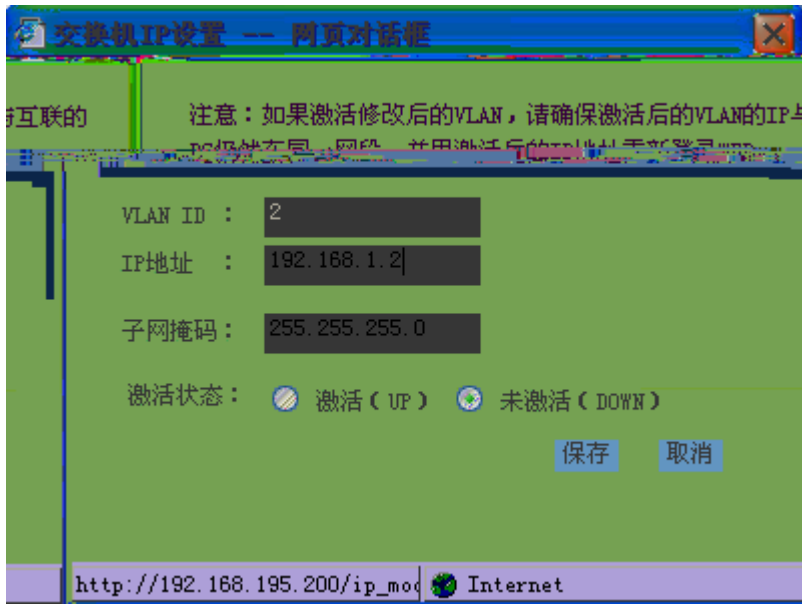 交换机IP设置 -- 网页对话框
互联的
注意：如果激活修改后的VLAN，请确保激活后的VLAN的IP与
VLAN ID ： 2
IP地址 ： 192.168.1.2
子网掩码： 255.255.255.0
激活状态： 激活（UP） 未激活（DOWN）
保存 取消
http://192.168.195.200/ip_mod Internet